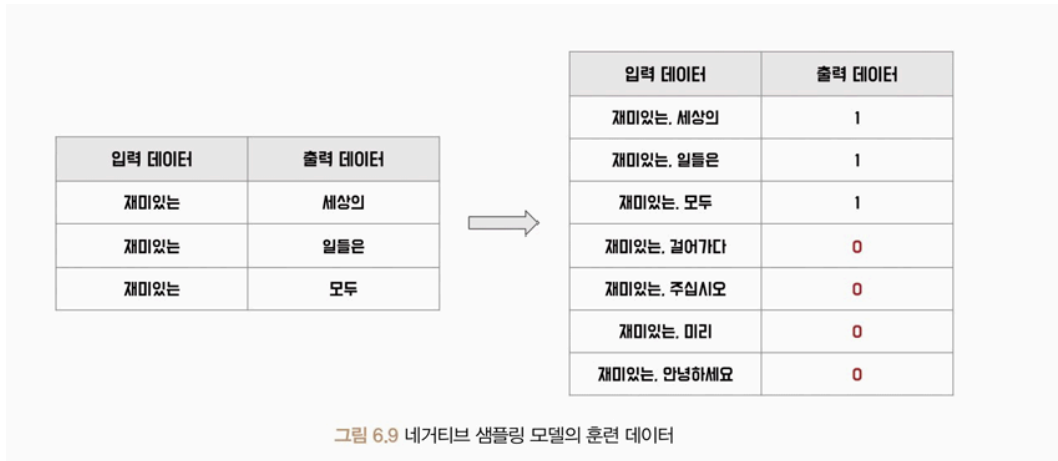 입력 데이터 출력 데이터
재미있는 세상의
재미있는 일들은
재미있는 모두
입력 데이터 출력 데이터
재미있는, 세상의 1
재미있는, 일들은 1
재미있는, 모두 1
재미있는, 걸어가다 0
재미있는, 주십시오 0
재미있는, 미리 0
재미있는, 안녕하세요 0
그림 6.9 네거티브 샘플링 모델의 훈련 데이터